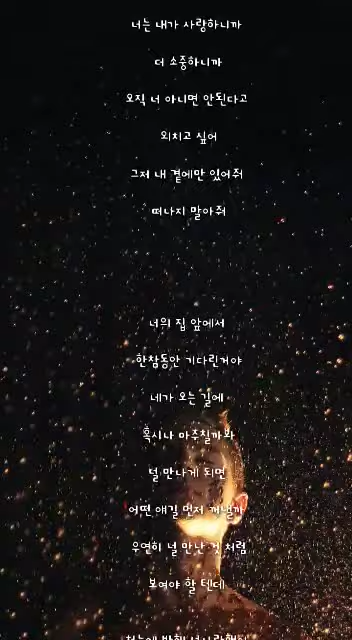 너는 내가 사랑하니까
더 소중하니까
오직 너 아니면 안된다고
외치고 싶어
그저 내 곁에만 있어줘
떠나지 말아줘
너의 집 앞에서
한참동안 기다린거야
네가 오는 길에
혹시나 마주칠까봐
널 만나게 되면
어떤 얘길 먼저 꺼낼까
우연히 널 만난 것 처럼
보여야 할 텐데